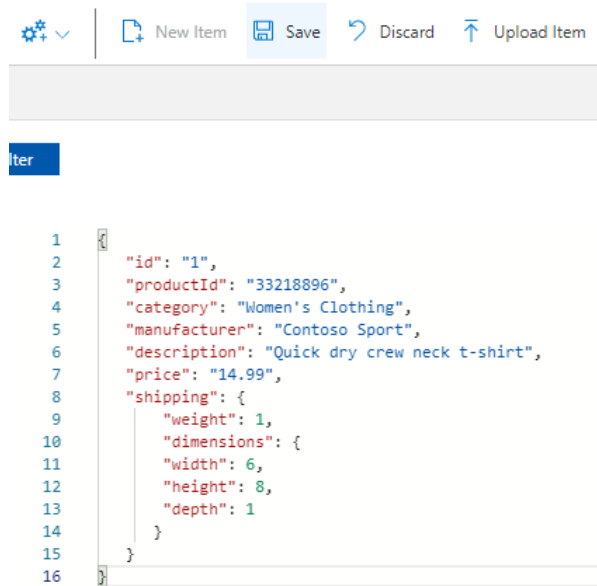 New Item Save Discard Upload Item
lter
1 {
2 "id": "1",
3 "productId": "33218896",
4 "category": "Women's Clothing",
5 "manufacturer": "Contoso Sport",
6 "description": "Quick dry crew neck t-shirt",
7 "price": "14.99",
8 "shipping": {
9 "weight": 1,
10 "dimensions": {
11 "width": 6,
12 "height": 8,
13 "depth": 1
14 }
15 }
16 }